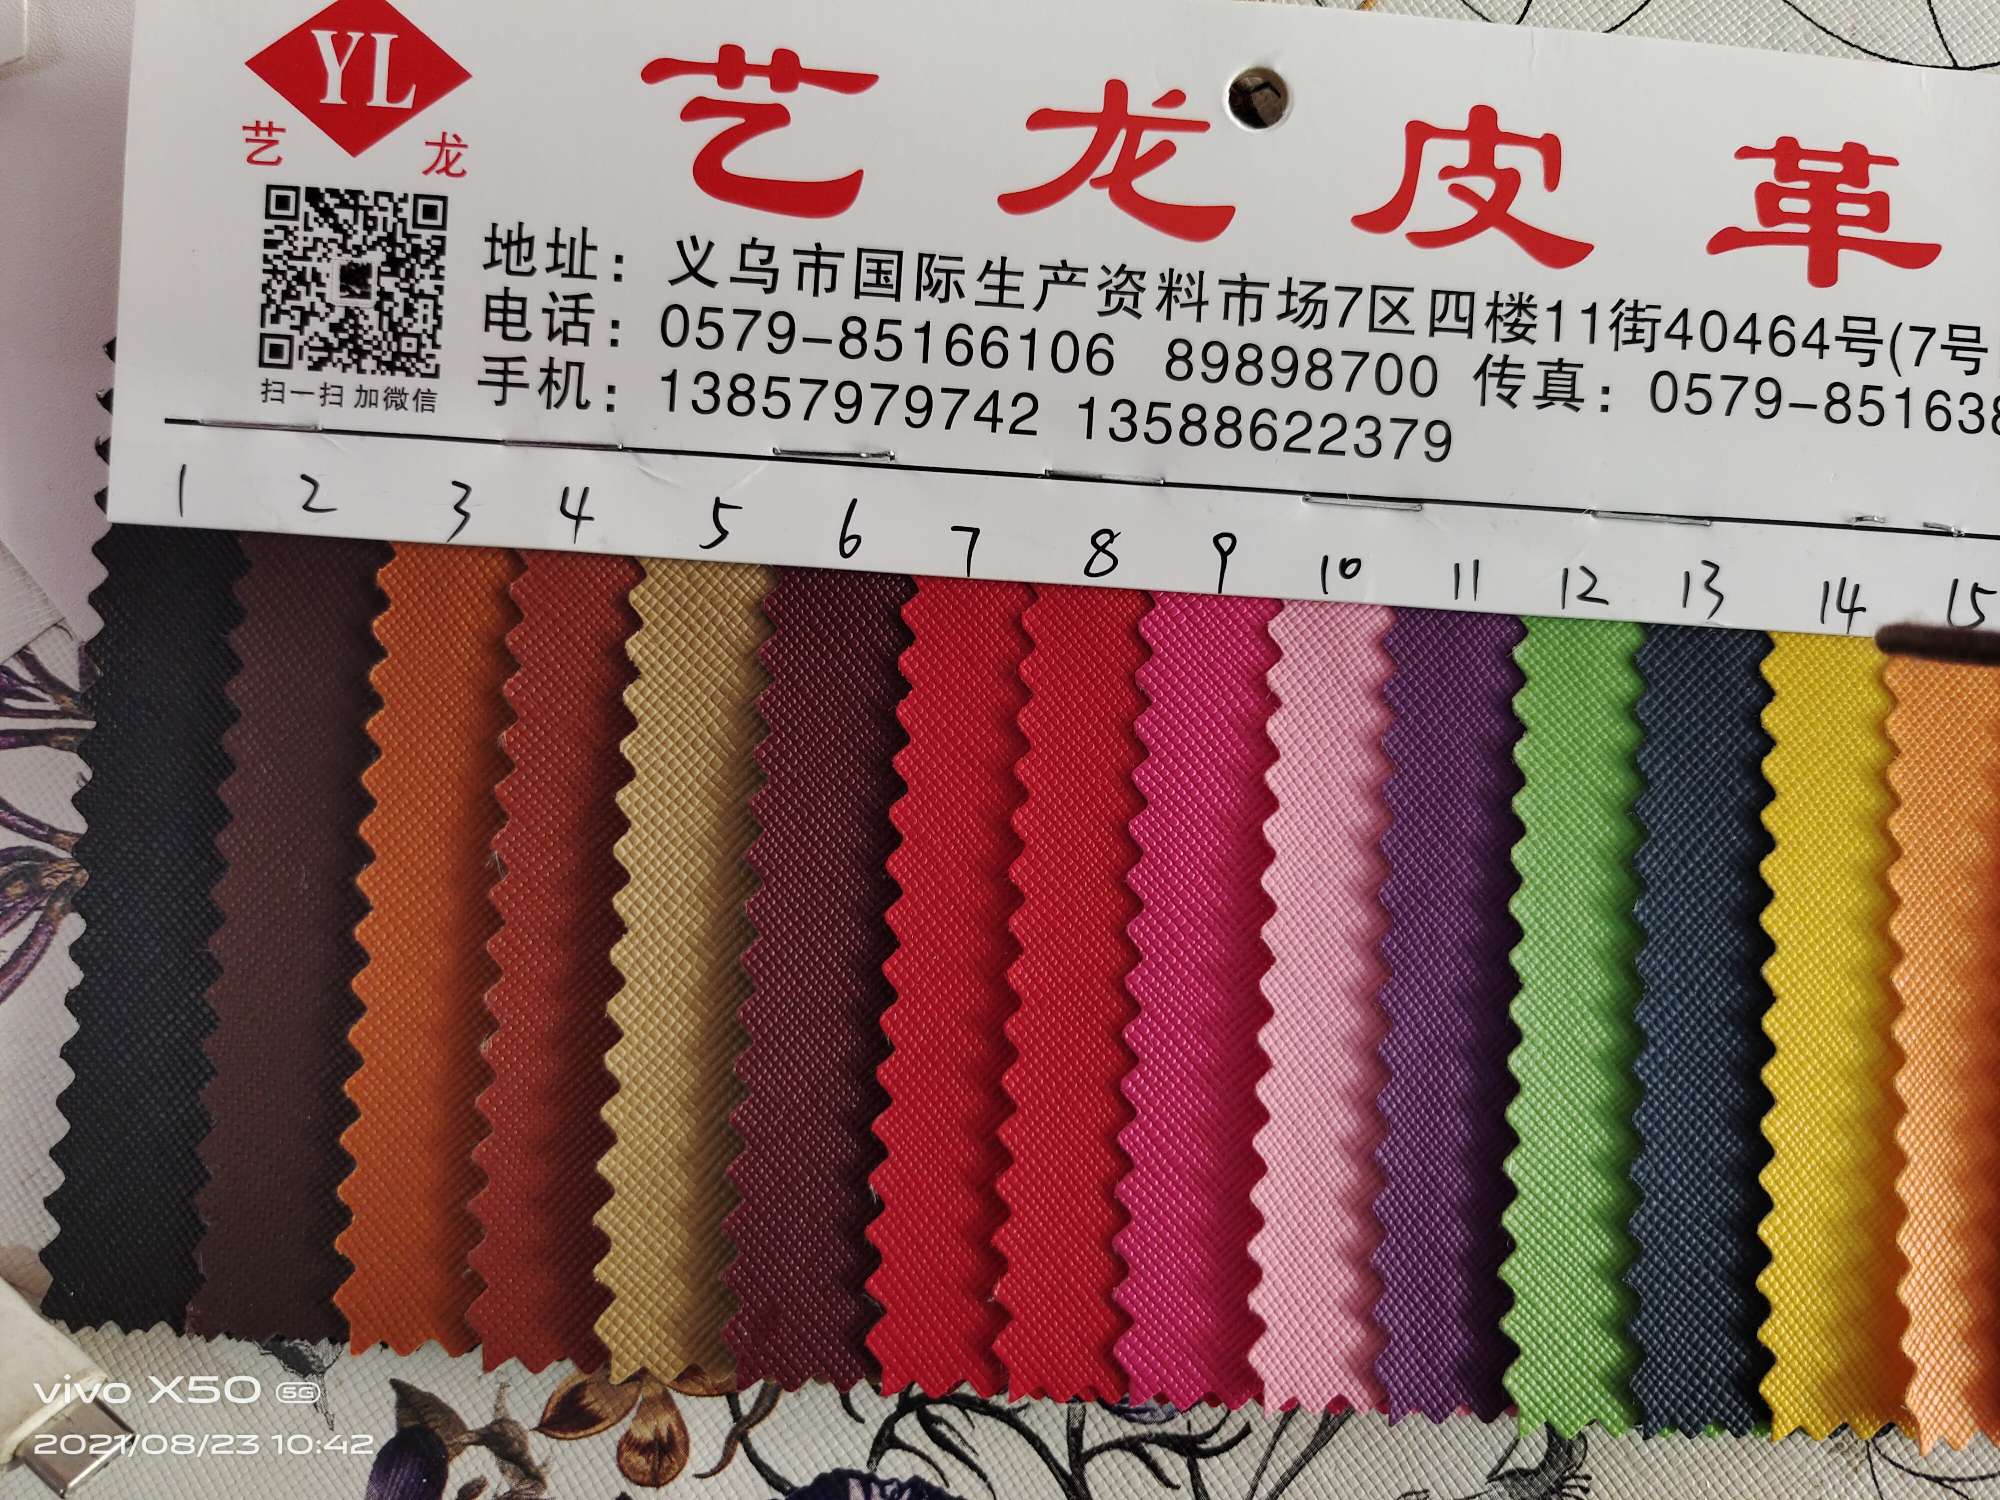 YL
艺 龙
艺龙皮革
地址：义乌市国际生产资料市场7区四楼11街40464号(7号
电话：0579-85166106 89898700 传真：0579-851638
手机：13857979742 13588622379
扫一扫 加微信
1 2 3 4 5 6 7 8 9 10 11 12 13 14 15
vivo X50 5G
2021/08/23 10:42